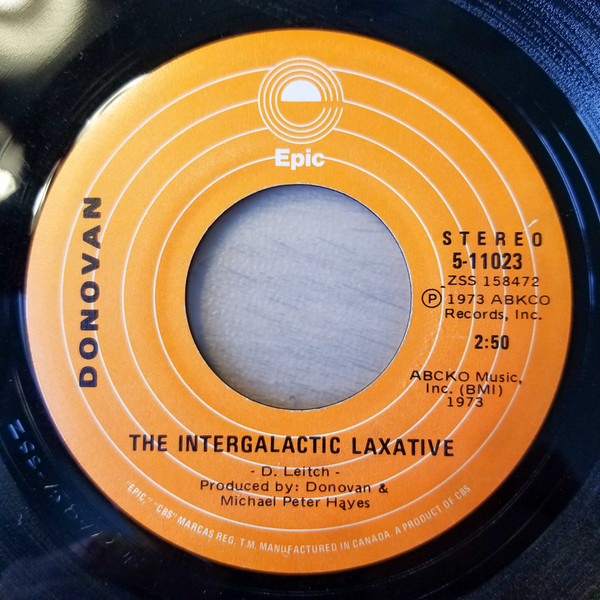 Epic
DONOVAN
STEREO
5-11023
ZSS 158472
Ⓟ 1973 ABKCO
Records, Inc.
2:50
ABCKO Music,
Inc. (BMI)
1973
THE INTERGALACTIC LAXATIVE
- D. Leitch -
Produced by: Donovan &
Michael Peter Hayes
"EPIC," "CBS" MARCAS REG. T.M. MANUFACTURED IN CANADA A PRODUCT OF CBS